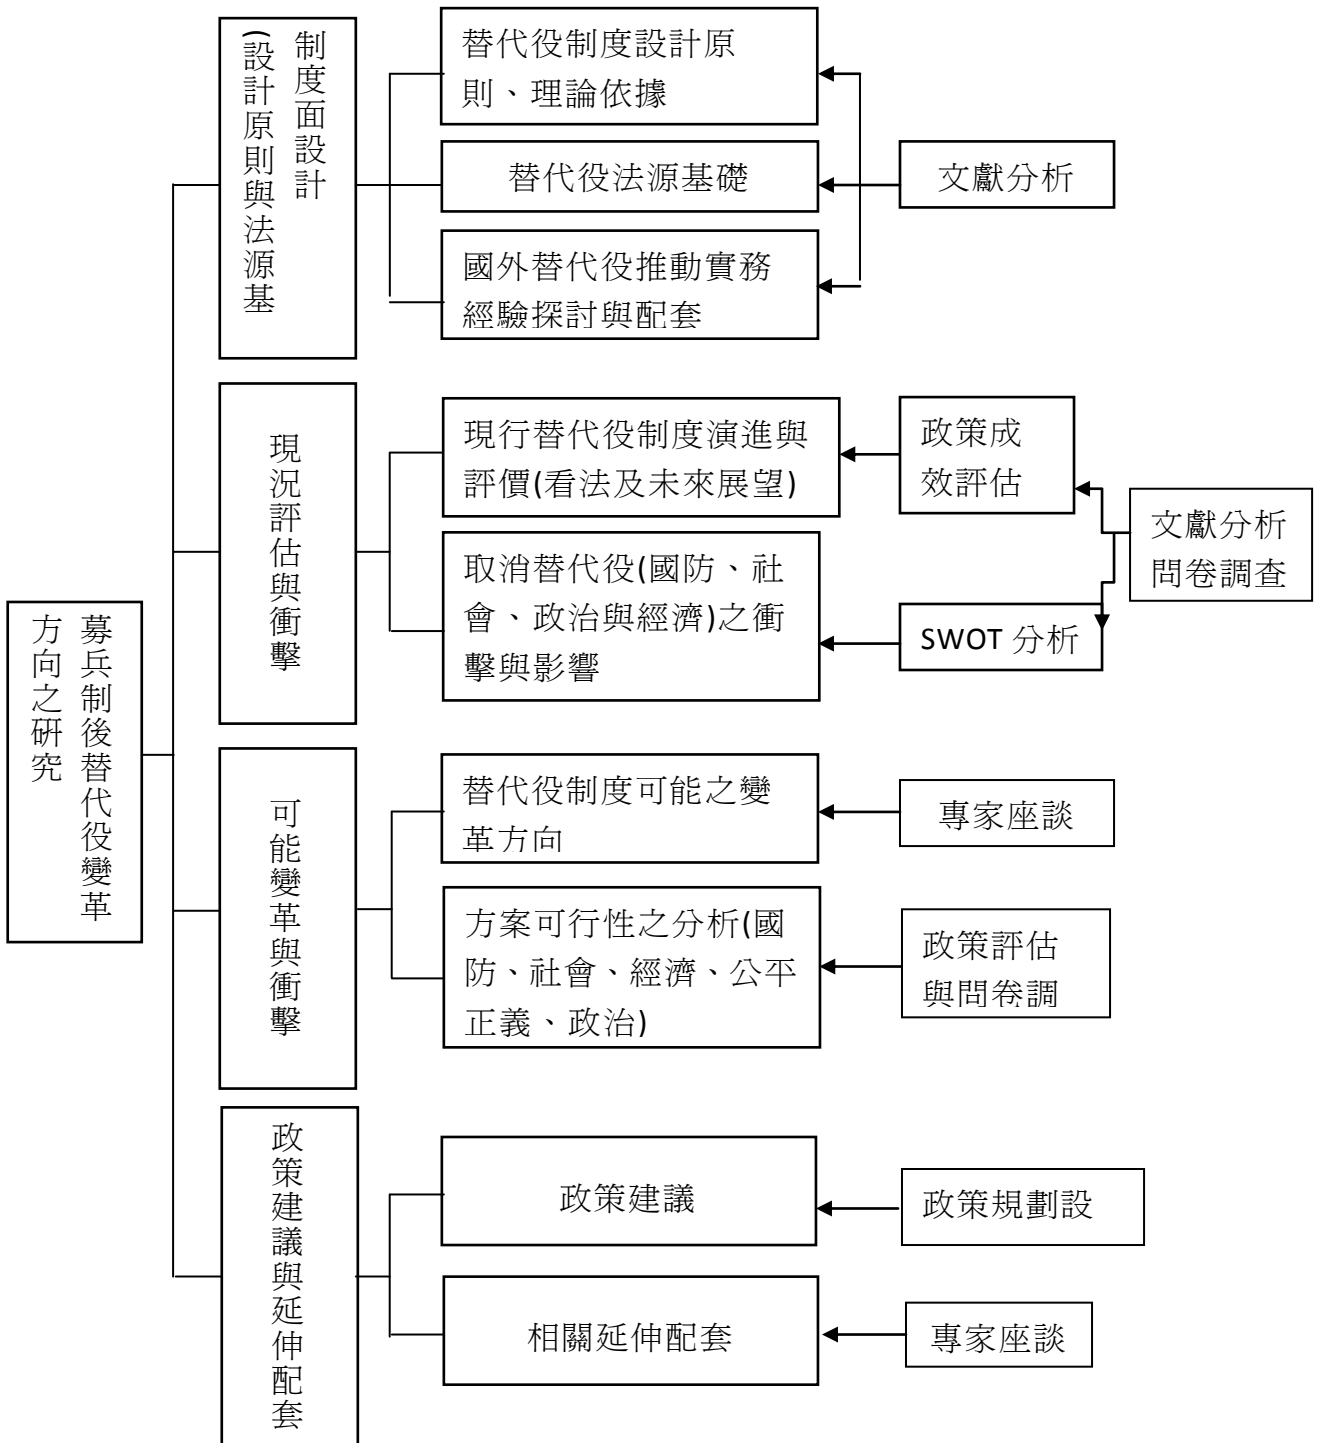 募兵制後替代役變革
方向之研究
制度面設計
(設計原則與法源基
替代役制度設計原
則、理論依據
替代役法源基礎
國外替代役推動實務
經驗探討與配套
文獻分析
現況評估與衝擊
現行替代役制度演進與
評價(看法及未來展望)
取消替代役(國防、社
會、政治與經濟)之衝
擊與影響
政策成
效評估
SWOT 分析
文獻分析
問卷調查
可能變革與衝擊
替代役制度可能之變
革方向
專家座談
方案可行性之分析(國
防、社會、經濟、公平
正義、政治)
政策評估
與問卷調
政策建議與延伸配套
政策建議
政策規劃設
相關延伸配套
專家座談